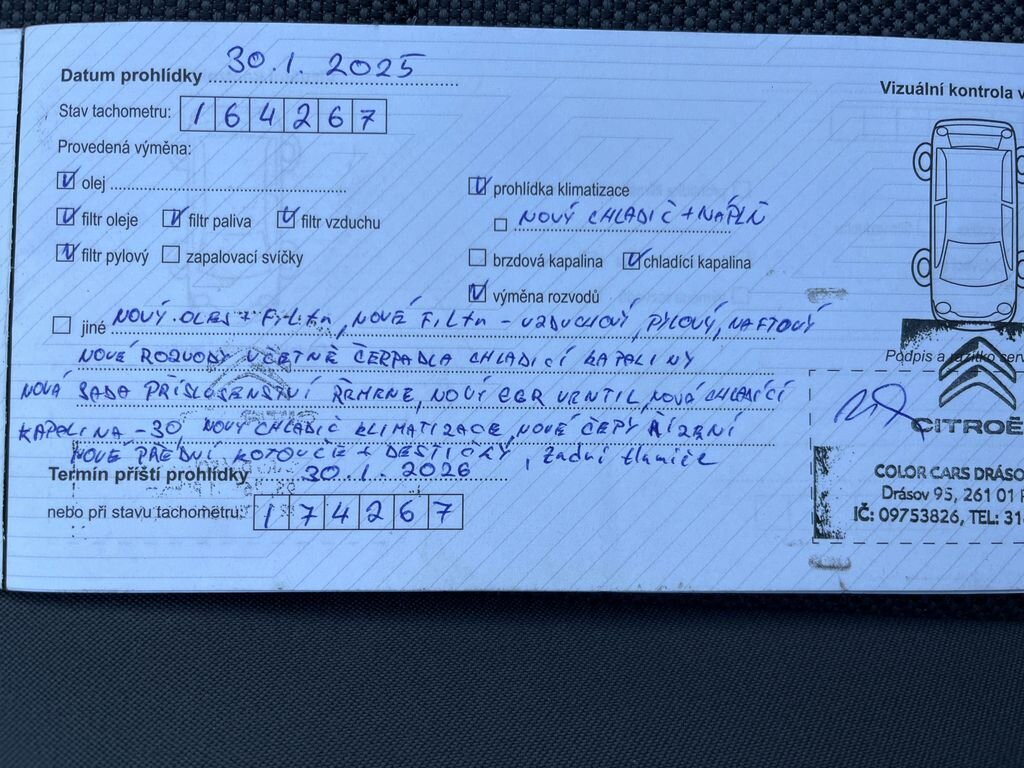 Datum prohlídky 30.1. 2025
Stav tachometru: 164267
Provedená výměna:
olej
filtr oleje filtr paliva filtr vzduchu
filtr pylový zapalovací svíčky
prohlídka klimatizace
NOVÝ CHLADIČ + NÁPLŇ
brzdová kapalina chladící kapalina
výměna rozvodů
jiné NOVÝ OLEJ + FILTR, NOVÉ FILTR - VZDUCHOVÝ, PYLOVÝ, NAFTOVÝ
NOVÉ ROZVODY VČETNĚ ČERPADLA CHLADICÍ KAPALINY
NOVÁ SADA PŘÍSLUŠENSTVÍ ŘEMENE, NOVÝ EGR VENTIL, NOVÁ CHLADÍCÍ
KAPALINA -30, NOVÝ CHLADIČ KLIMATIZACE, NOVÉ ČEPY ŘÍZENÍ
NOVÉ PŘEDNÍ KOTOUČE + DESTIČKY, zadní tlumiče
Termín příští prohlídky 30.1. 2026
nebo při stavu tachometru: 174267
Vizuální kontrola v
Podpis a razítko serv
CITROË
COLOR CARS DRÁSO
Drásov 95, 261 01 P
IČ: 09753826, TEL: 31